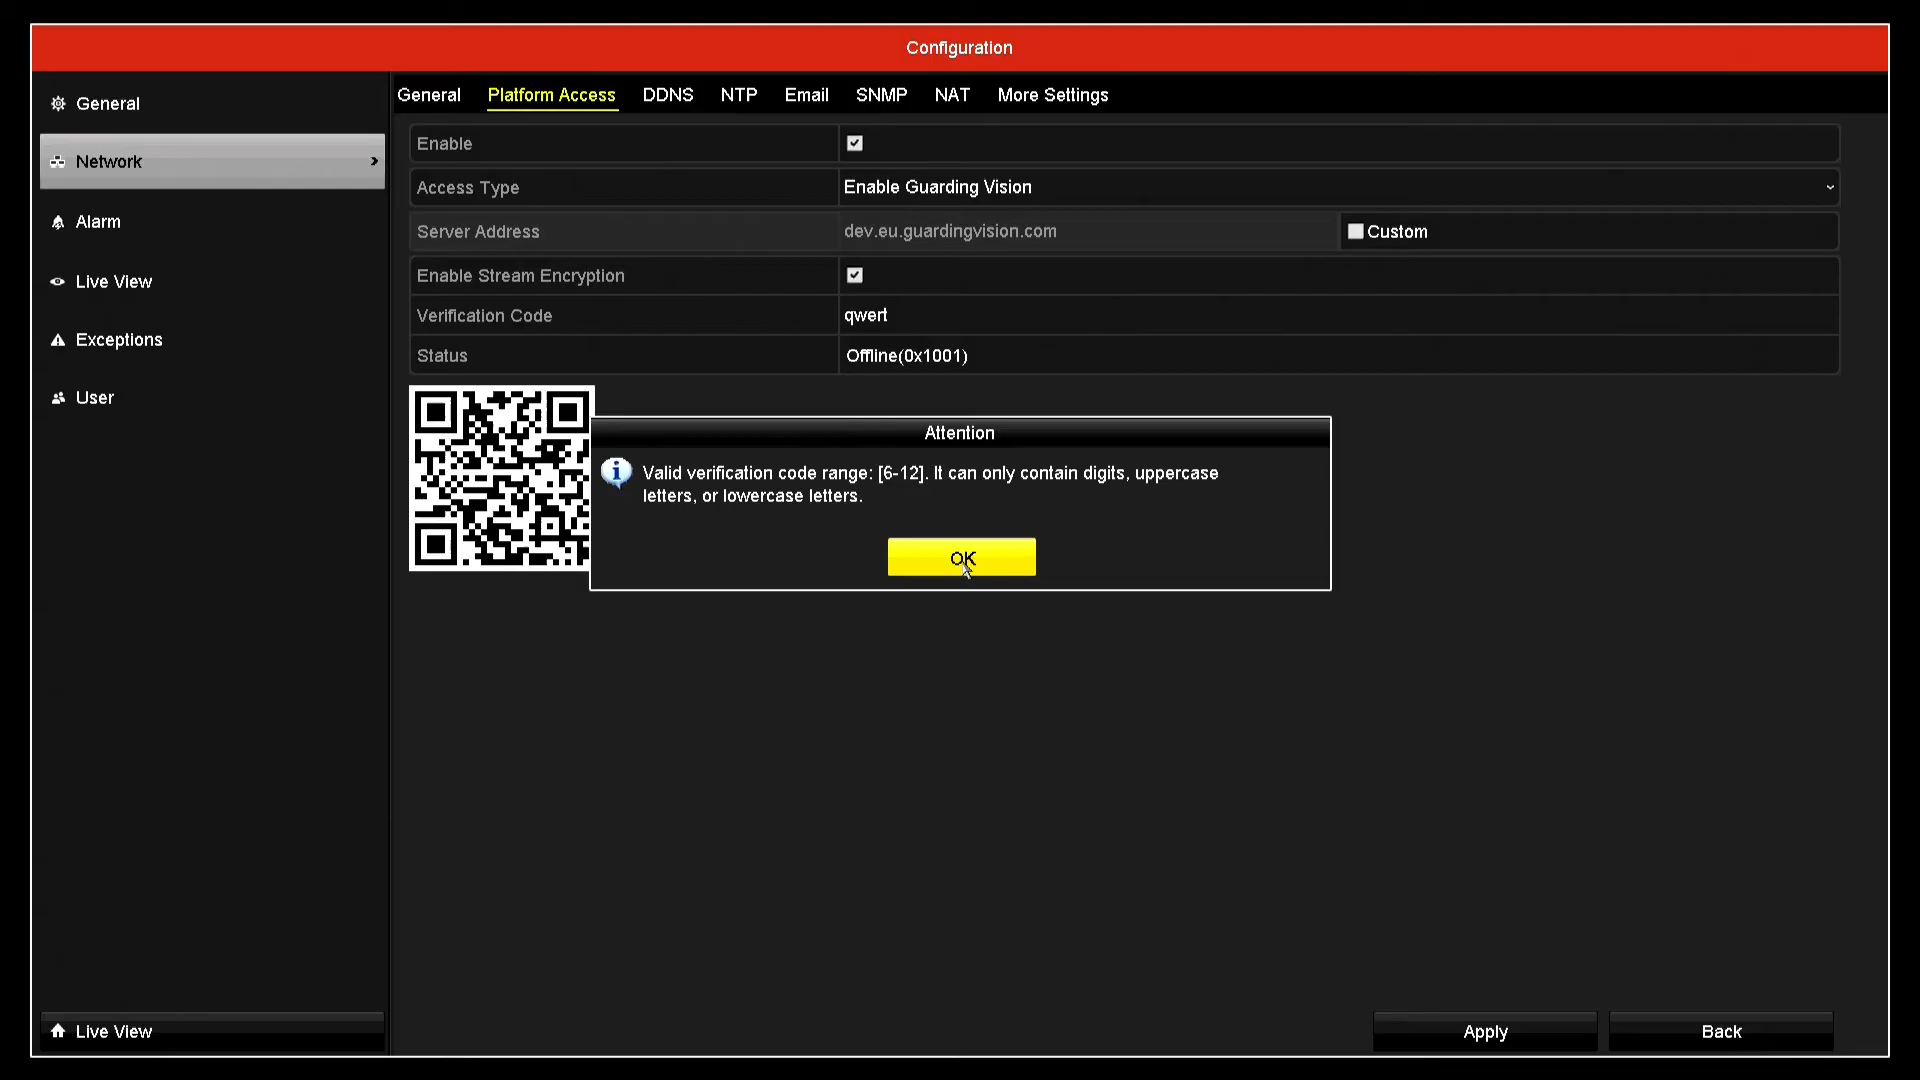 Configuration
General
Network
Alarm
Live View
Exceptions
User
Live View
General Platform Access DDNS NTP Email SNMP NAT More Settings
Enable
Access Type Enable Guarding Vision
Server Address dev.eu.guardingvision.com Custom
Enable Stream Encryption
Verification Code qwert
Status Offline(0x1001)
Attention
Valid verification code range: [6-12]. It can only contain digits, uppercase
letters, or lowercase letters.
OK
Apply Back